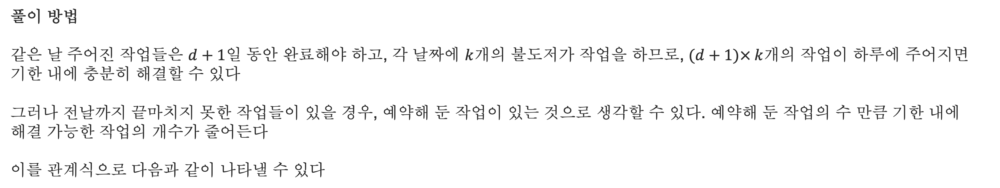 풀이 방법
같은 날 주어진 작업들은 d + 1일 동안 완료해야 하고, 각 날짜에 k개의 불도저가 작업을 하므로, (d + 1)× k개의 작업이 하루에 주어지면
기한 내에 충분히 해결할 수 있다
그러나 전날까지 끝마치지 못한 작업들이 있을 경우, 예약해 둔 작업이 있는 것으로 생각할 수 있다. 예약해 둔 작업의 수 만큼 기한 내에
해결 가능한 작업의 개수가 줄어든다
이를 관계식으로 다음과 같이 나타낼 수 있다